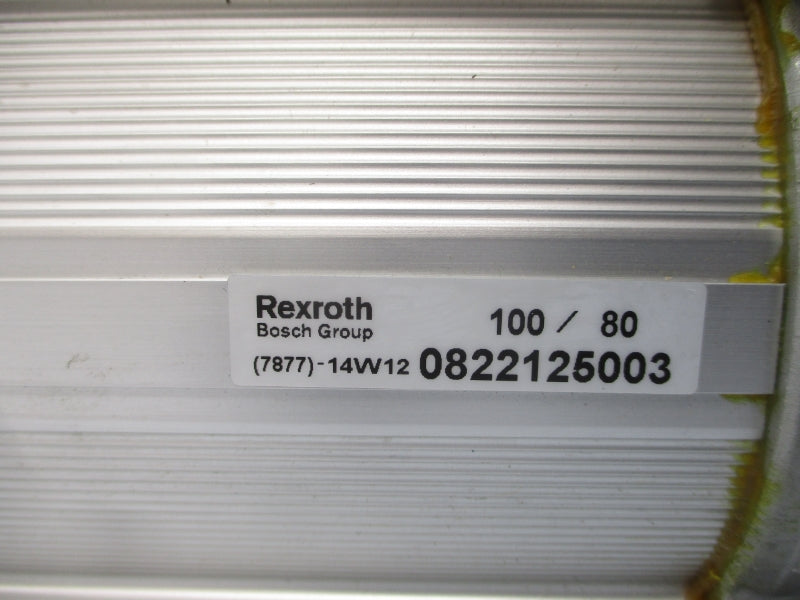 Rexroth
Bosch Group
100 / 80
(7877)-14W12 0822125003